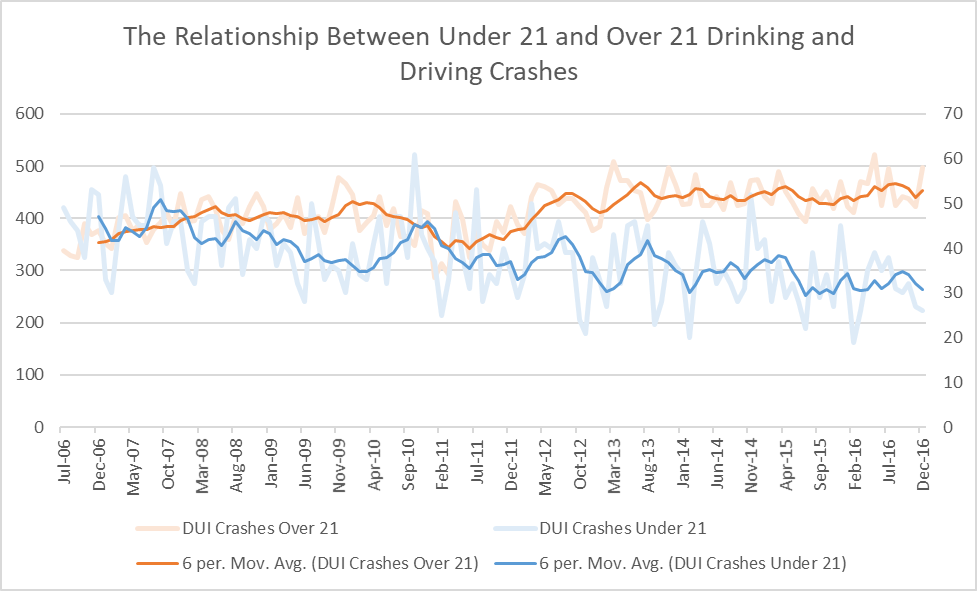 The Relationship Between Under 21 and Over 21 Drinking and
Driving Crashes
600
500
400
300
200
100
0
70
60
50
40
30
20
10
0
Jul-06
Dec-06
May-07
Oct-07
Mar-08
Aug-08
Jan-09
Jun-09
Nov-09
Apr-10
Sep-10
Feb-11
Jul-11
Dec-11
May-12
Oct-12
Mar-13
Aug-13
Jan-14
Jun-14
Nov-14
Apr-15
Sep-15
Feb-16
Jul-16
Dec-16
DUI Crashes Over 21
DUI Crashes Under 21
6 per. Mov. Avg. (DUI Crashes Over 21)
6 per. Mov. Avg. (DUI Crashes Under 21)